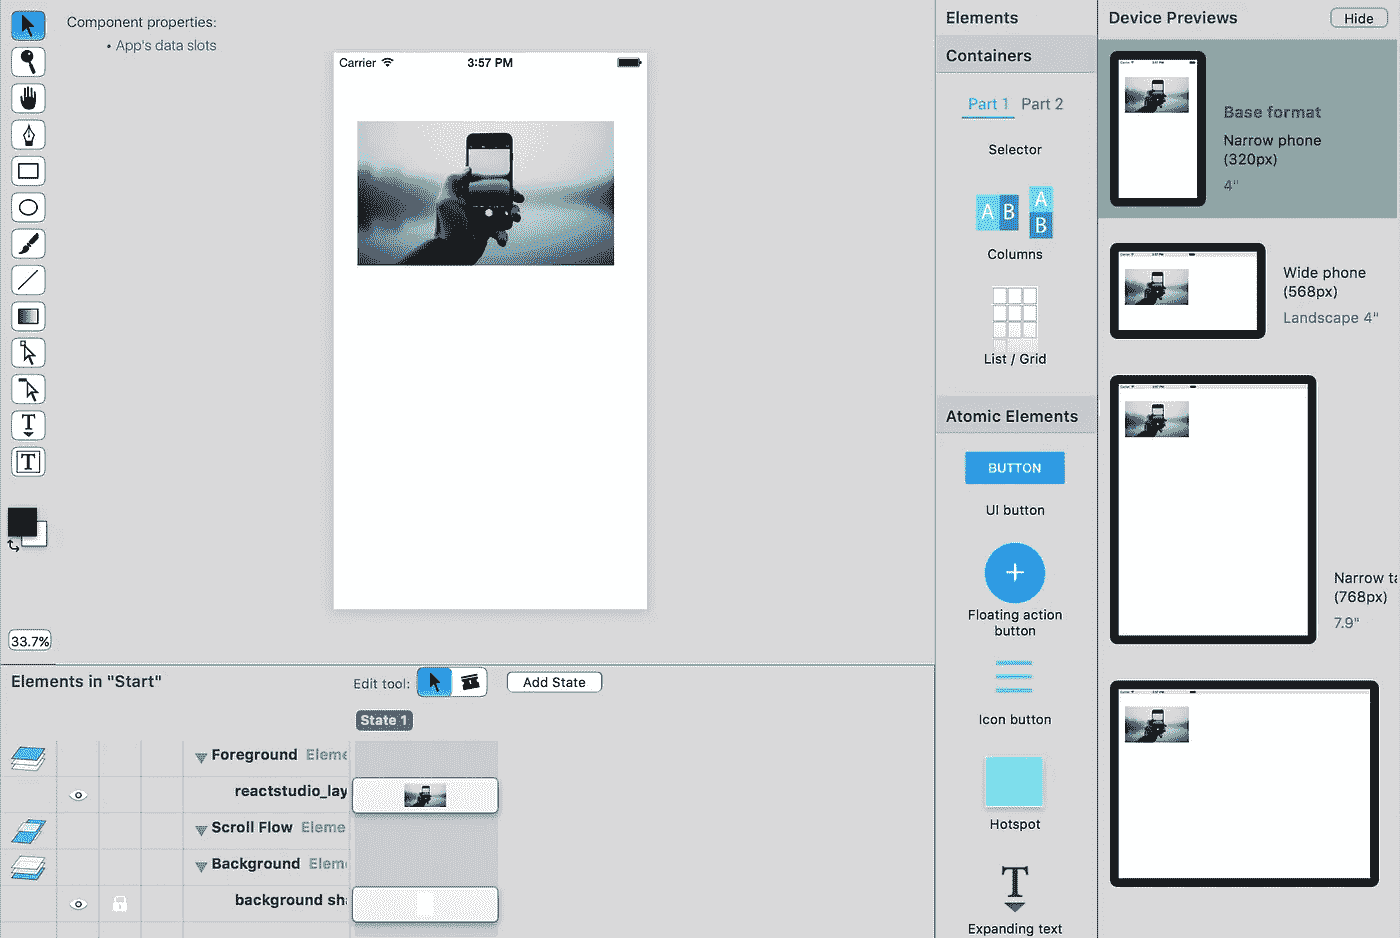 Component properties:
• App's data slots
Carrier
3:57 PM
33.7%
Elements in "Start"
Edit tool:
Add State
State 1
Foreground Eleme
reactstudio_lay
Scroll Flow Eleme
Background Elem
background sha
Elements
Containers
Part 1 Part 2
Selector
A B
A
B
Columns
List / Grid
Atomic Elements
BUTTON
UI button
Floating action
button
Icon button
Hotspot
T
Expanding text
Device Previews
Hide
Base format
Narrow phone
(320px)
4"
Wide phone
(568px)
Landscape 4"
Narrow ta
(768px)
7.9"